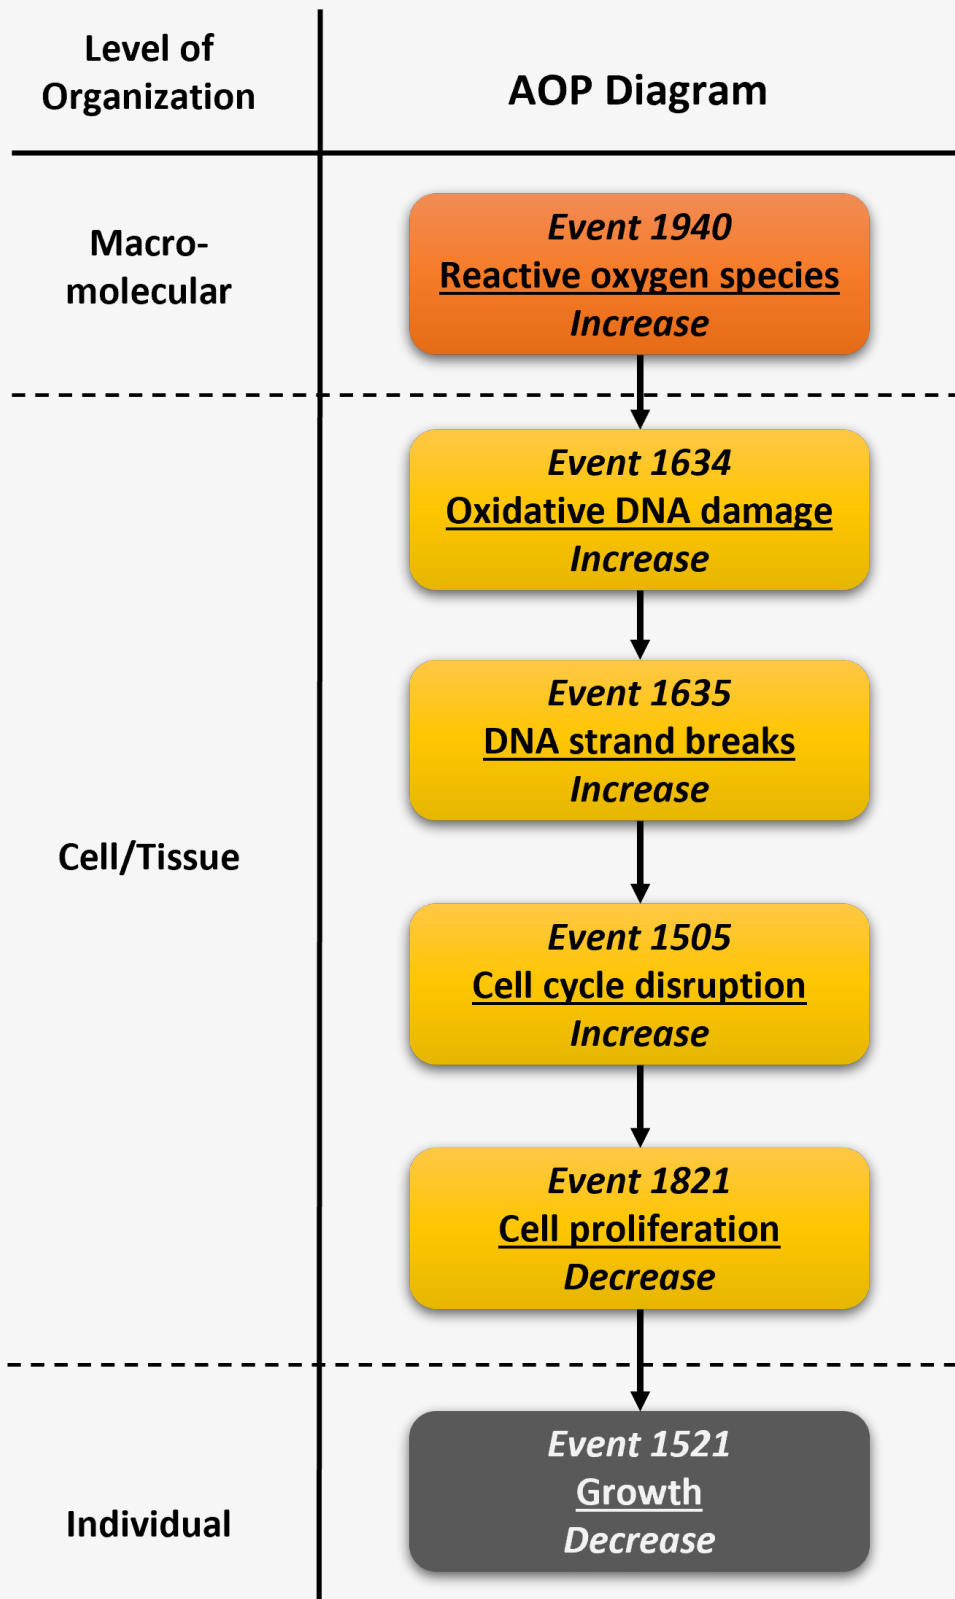 Level of
Organization
AOP Diagram
Macro-
molecular
Event 1940
Reactive oxygen species
Increase
Event 1634
Oxidative DNA damage
Increase
Event 1635
DNA strand breaks
Increase
Cell/Tissue
Event 1505
Cell cycle disruption
Increase
Event 1821
Cell proliferation
Decrease
Individual
Event 1521
Growth
Decrease